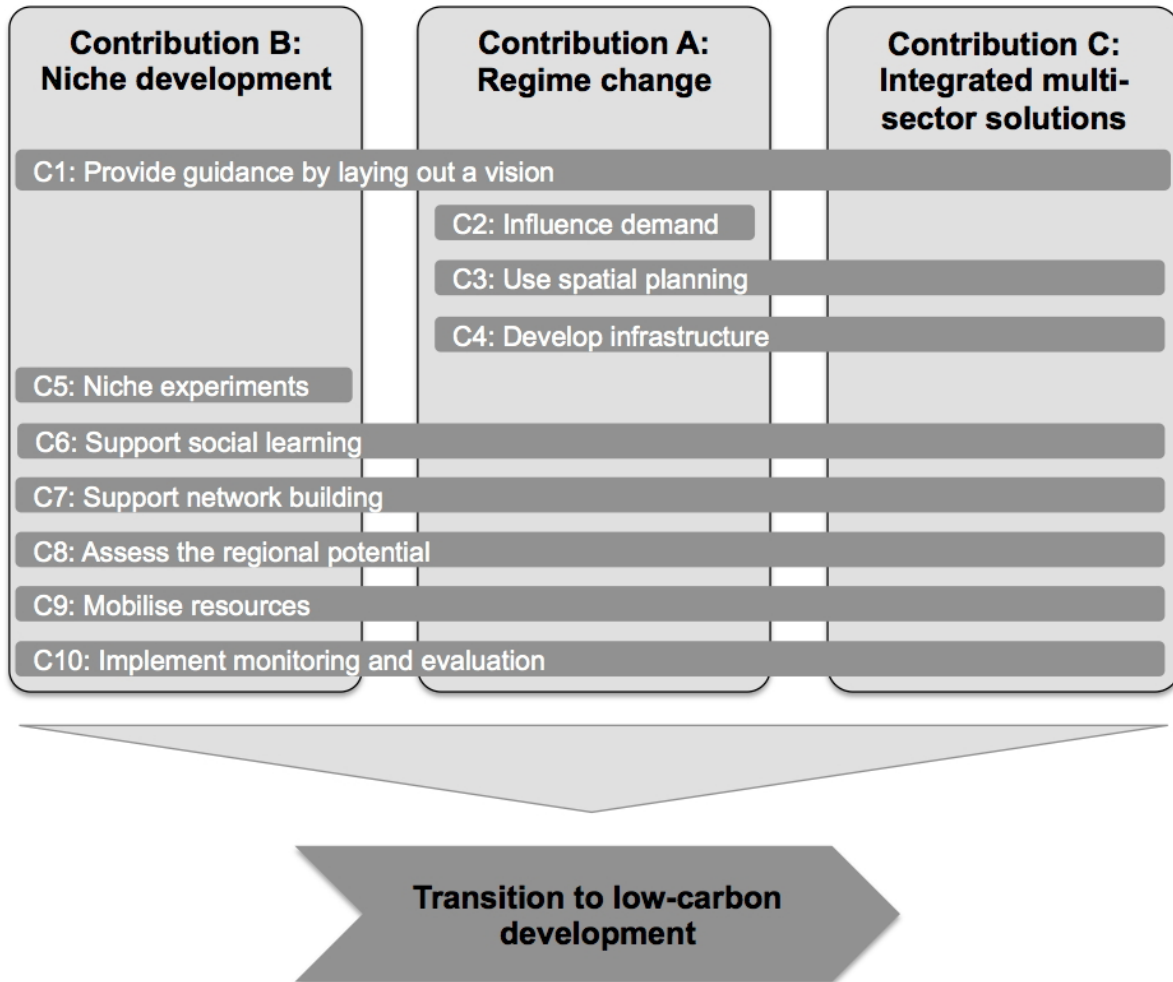 Contribution B:
Niche development
Contribution A:
Regime change
Contribution C:
Integrated multi-
sector solutions
C1: Provide guidance by laying out a vision
C2: Influence demand
C3: Use spatial planning
C4: Develop infrastructure
C5: Niche experiments
C6: Support social learning
C7: Support network building
C8: Assess the regional potential
C9: Mobilise resources
C10: Implement monitoring and evaluation
Transition to low-carbon
development